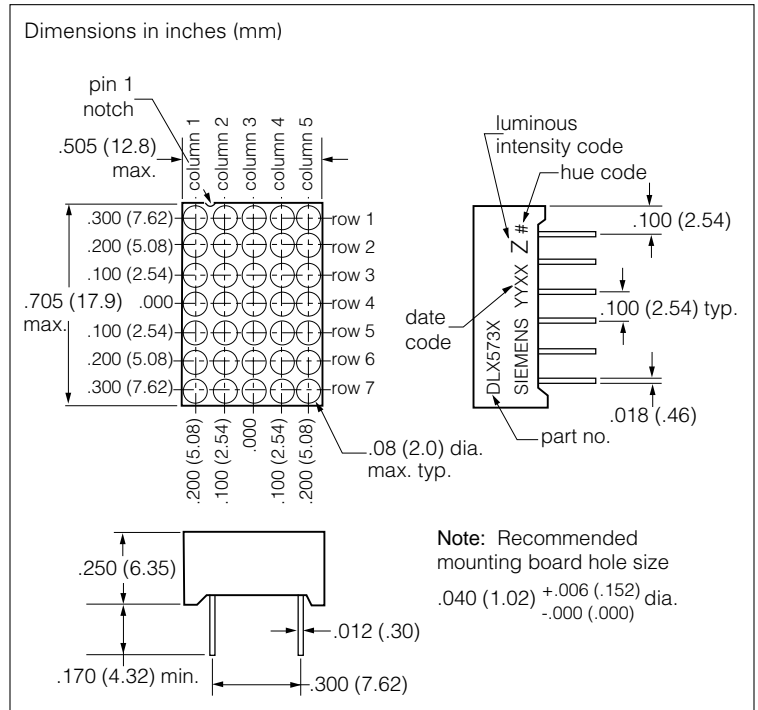 Dimensions in inches (mm)
pin 1
notch
.505 (12.8)
max.
column 1
column 2
column 3
column 4
column 5
.300 (7.62)
.200 (5.08)
.100 (2.54)
.000
.100 (2.54)
.200 (5.08)
.300 (7.62)
.705 (17.9)
max.
row 1
row 2
row 3
row 4
row 5
row 6
row 7
.200 (5.08)
.100 (2.54)
.000
.100 (2.54)
.200 (5.08)
.08 (2.0) dia.
max. typ.
luminous
intensity code
hue code
DLX573X
SIEMENS YYXX Z #
date
code
part no.
.100 (2.54)
.100 (2.54) typ.
.018 (.46)
.250 (6.35)
.170 (4.32) min.
.012 (.30)
.300 (7.62)
Note: Recommended
mounting board hole size
.040 (1.02) +.006 (.152) dia.
-.000 (.000)